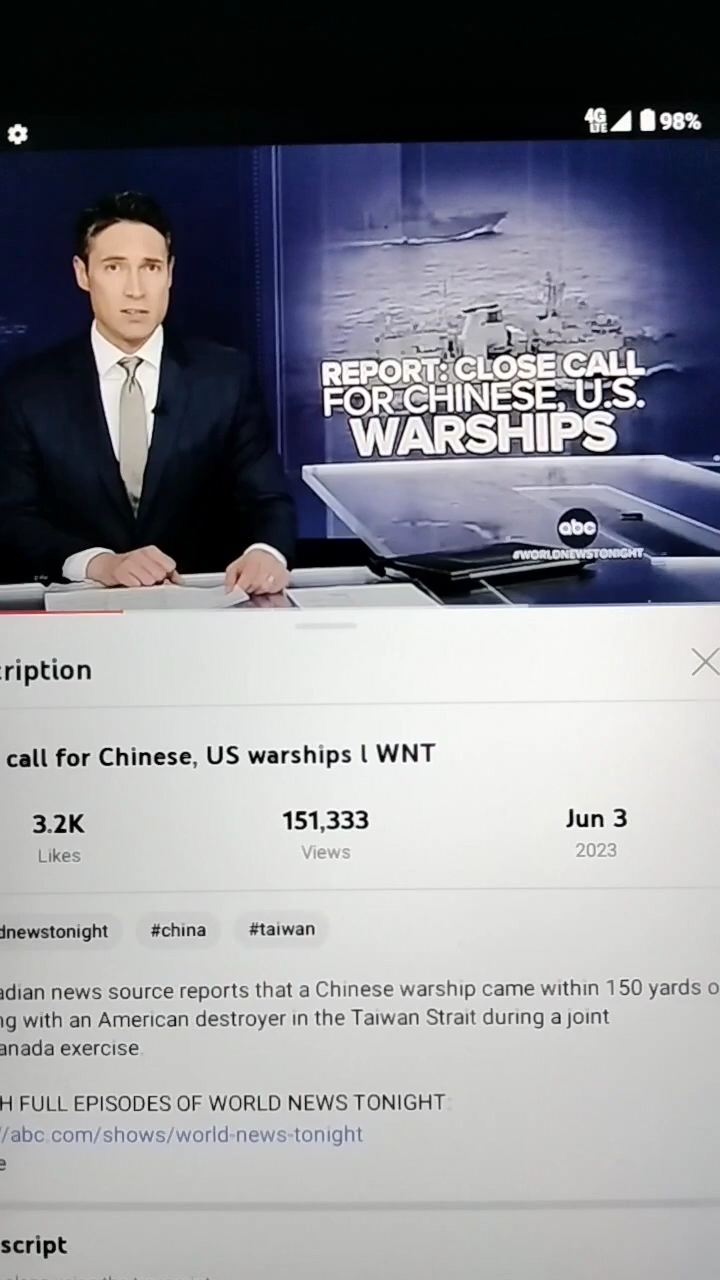 4G LTE 98%
REPORT: CLOSE CALL
FOR CHINESE, U.S.
WARSHIPS
abc
#WORLDNEWSTONIGHT
cription
call for Chinese, US warships l WNT
3.2K
151,333
Jun 3
Likes
Views
2023
dnewstonight
#china
#taiwan
adian news source reports that a Chinese warship came within 150 yards o
ng with an American destroyer in the Taiwan Strait during a joint
anada exercise.
H FULL EPISODES OF WORLD NEWS TONIGHT:
//abc.com/shows/world-news-tonight
e
script